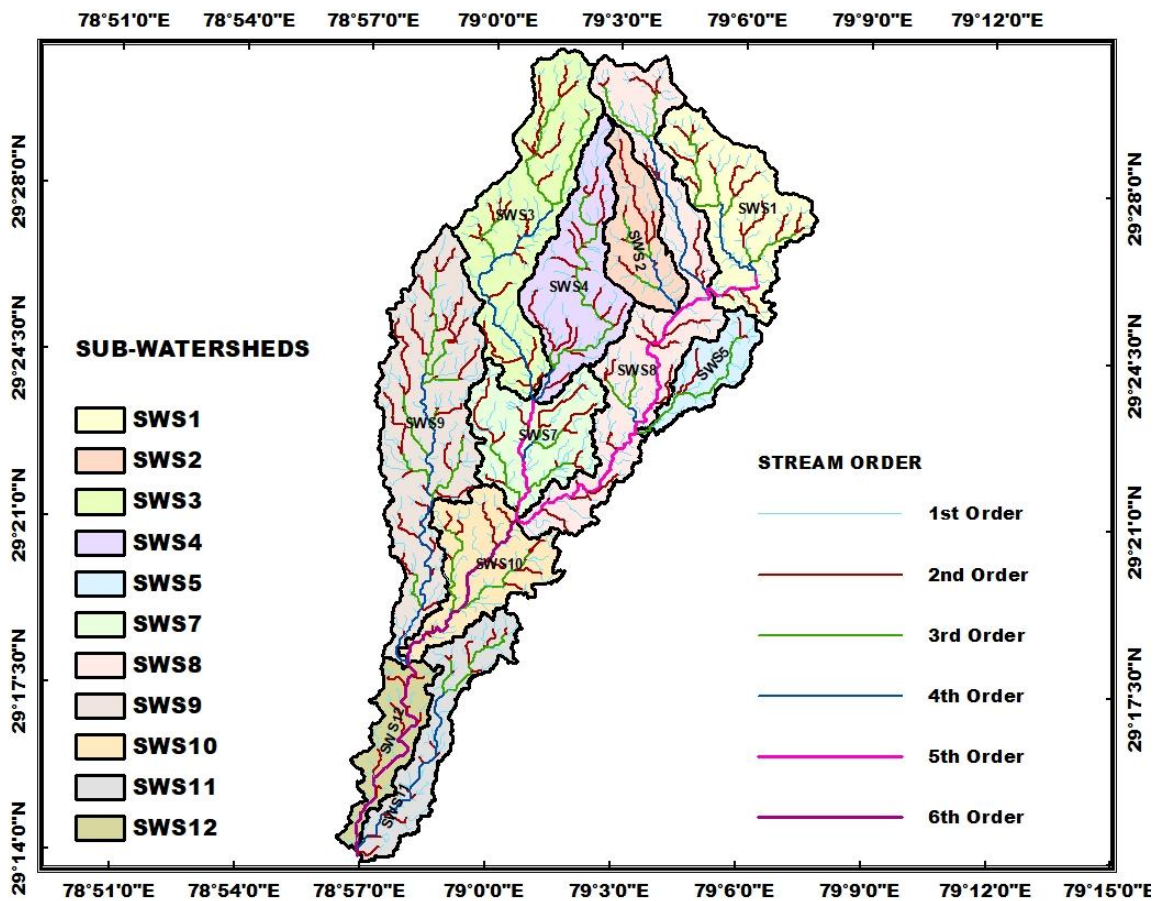 78°51'0"E 78°54'0"E 78°57'0"E 79°0'0"E 79°3'0"E 79°6'0"E 79°9'0"E 79°12'0"E
29°28'0"N
29°28'0"N
SWS3
SWS1
SWS2
SWS4
29°24'30"N
29°24'30"N
SWS8
SWS5
SWS9
SWS7
29°21'0"N
29°21'0"N
SWS10
29°17'30"N
29°17'30"N
SWS12
SWS11
29°14'0"N
SUB-WATERSHEDS
SWS1
SWS2
SWS3
SWS4
SWS5
SWS7
SWS8
SWS9
SWS10
SWS11
SWS12
STREAM ORDER
1st Order
2nd Order
3rd Order
4th Order
5th Order
6th Order
78°51'0"E 78°54'0"E 78°57'0"E 79°0'0"E 79°3'0"E 79°6'0"E 79°9'0"E 79°12'0"E 79°15'0"E